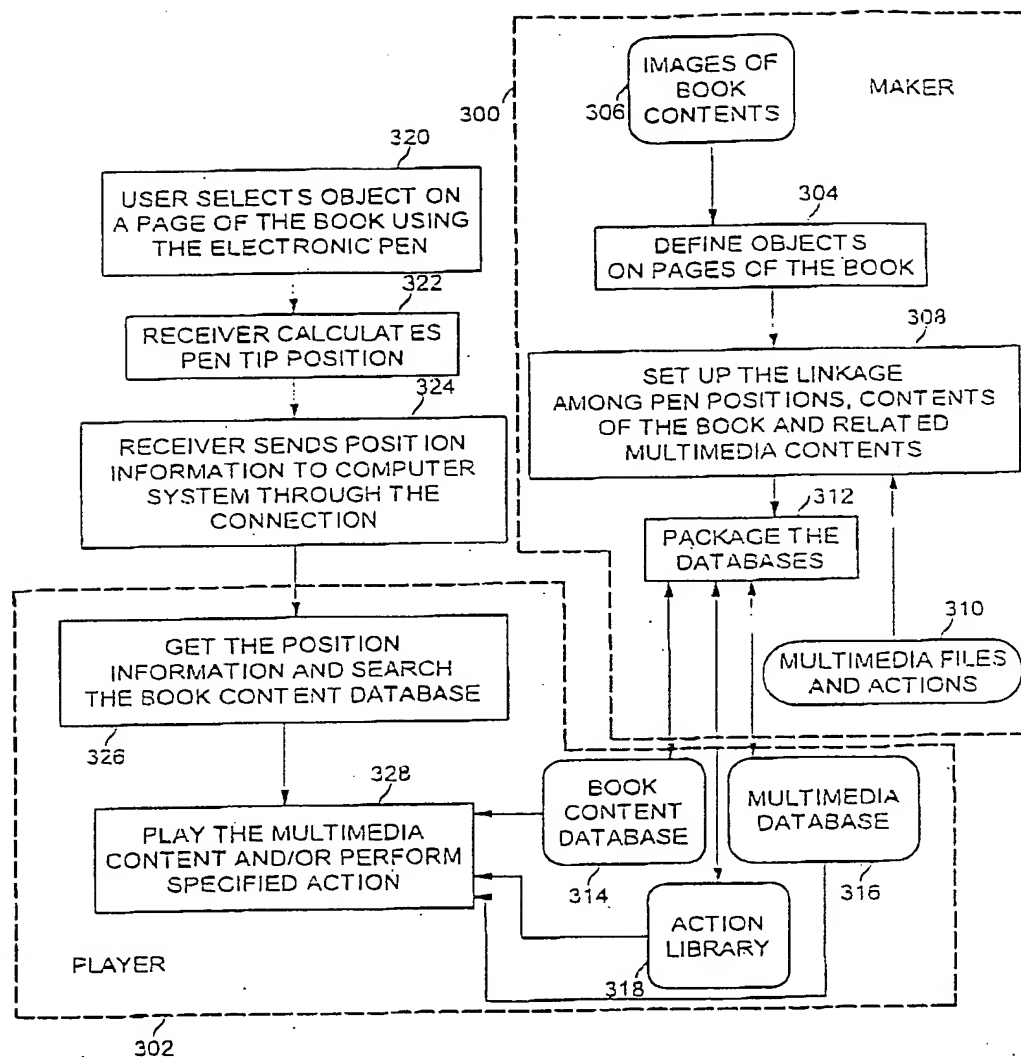 MAKER
300
IMAGES OF
BOOK
CONTENTS
306
304
DEFINE OBJECTS
ON PAGES OF THE BOOK
308
SET UP THE LINKAGE
AMONG PEN POSITIONS, CONTENTS
OF THE BOOK AND RELATED
MULTIMEDIA CONTENTS
312
PACKAGE THE
DATABASES
310
MULTIMEDIA FILES
AND ACTIONS
320
USER SELECTS OBJECT ON
A PAGE OF THE BOOK USING
THE ELECTRONIC PEN
322
RECEIVER CALCULATES
PEN TIP POSITION
324
RECEIVER SENDS POSITION
INFORMATION TO COMPUTER
SYSTEM THROUGH THE
CONNECTION
GET THE POSITION
INFORMATION AND SEARCH
THE BOOK CONTENT DATABASE
326
328
PLAY THE MULTIMEDIA
CONTENT AND/OR PERFORM
SPECIFIED ACTION
BOOK
CONTENT
DATABASE
314
MULTIMEDIA
DATABASE
316
ACTION
LIBRARY
318
PLAYER
302